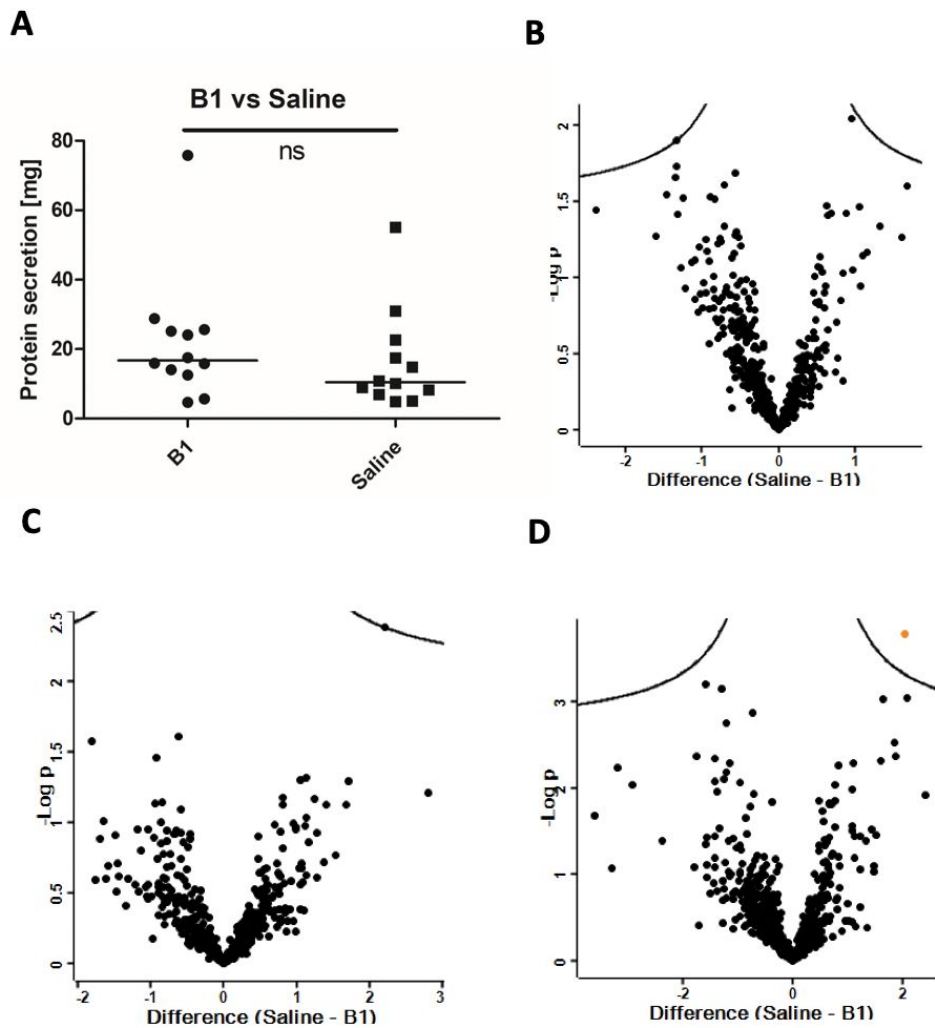 A
B1 vs Saline
ns
Protein secretion [mg]
80
60
40
20
0
B1
Saline
B
-Log p
2
1.5
1
0.5
0
-2
-1
0
1
Difference (Saline - B1)
C
-Log p
2.5
2
1.5
1
0.5
0
-2
-1
0
1
2
3
Difference (Saline - B1)
D
-Log p
3
2
1
0
-2
0
2
Difference (Saline - B1)